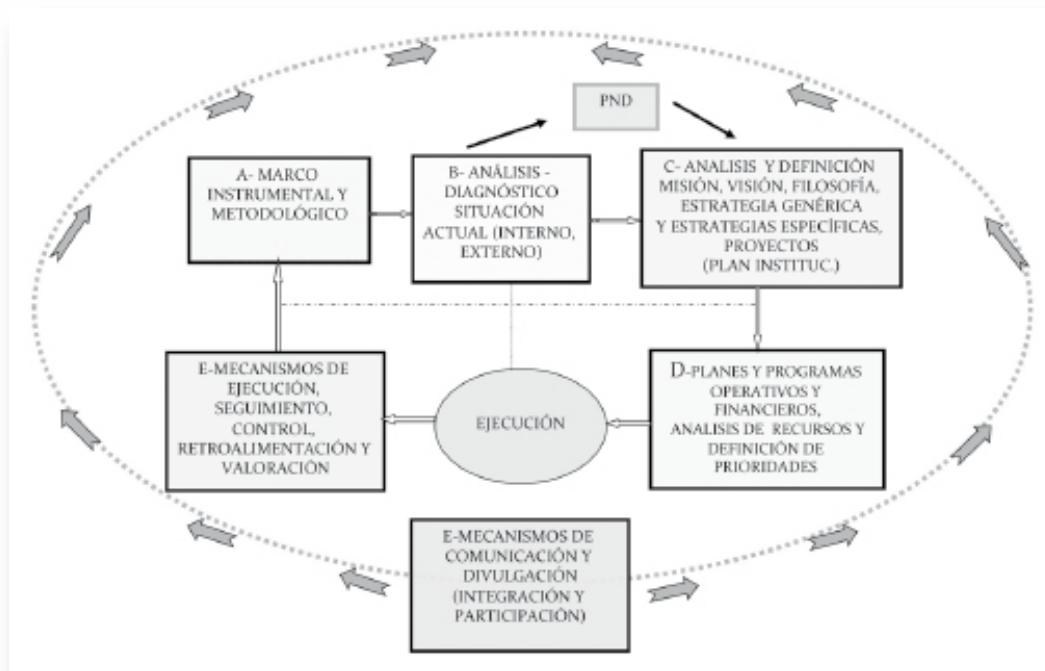 PND
A- MARCO
INSTRUMENTAL Y
METODOLÓGICO
B- ANÁLISIS -
DIAGNÓSTICO
SITUACIÓN
ACTUAL (INTERNO,
EXTERNO)
C- ANALISIS Y DEFINICIÓN
MISIÓN, VISIÓN, FILOSOFÍA,
ESTRATEGIA GENÉRICA
Y ESTRATEGIAS ESPECÍFICAS,
PROYECTOS
(PLAN INSTITUC.)
E-MECANISMOS DE
EJECUCIÓN,
SEGUIMIENTO,
CONTROL,
RETROALIMENTACIÓN Y
VALORACIÓN
EJECUCIÓN
D-PLANES Y PROGRAMAS
OPERATIVOS Y
FINANCIEROS,
ANALISIS DE RECURSOS Y
DEFINICIÓN DE
PRIORIDADES
E-MECANISMOS DE
COMUNICACIÓN Y
DIVULGACIÓN
(INTEGRACIÓN Y
PARTICIPACIÓN)